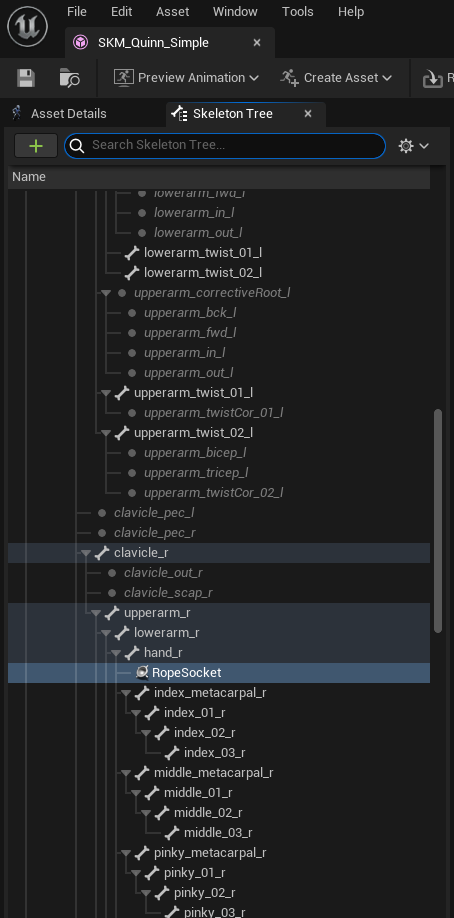 File Edit Asset Window Tools Help
SKM_Quinn_Simple
Preview Animation Create Asset R
Asset Details Skeleton Tree
Search Skeleton Tree...
Name
lowerarm_fwd_l
lowerarm_in_l
lowerarm_out_l
lowerarm_twist_01_l
lowerarm_twist_02_l
upperarm_correctiveRoot_l
upperarm_bck_l
upperarm_fwd_l
upperarm_in_l
upperarm_out_l
upperarm_twist_01_l
upperarm_twistCor_01_l
upperarm_twist_02_l
upperarm_bicep_l
upperarm_tricep_l
upperarm_twistCor_02_l
clavicle_pec_l
clavicle_pec_r
clavicle_r
clavicle_out_r
clavicle_scap_r
upperarm_r
lowerarm_r
hand_r
RopeSocket
index_metacarpal_r
index_01_r
index_02_r
index_03_r
middle_metacarpal_r
middle_01_r
middle_02_r
middle_03_r
pinky_metacarpal_r
pinky_01_r
pinky_02_r
pinky_03_r